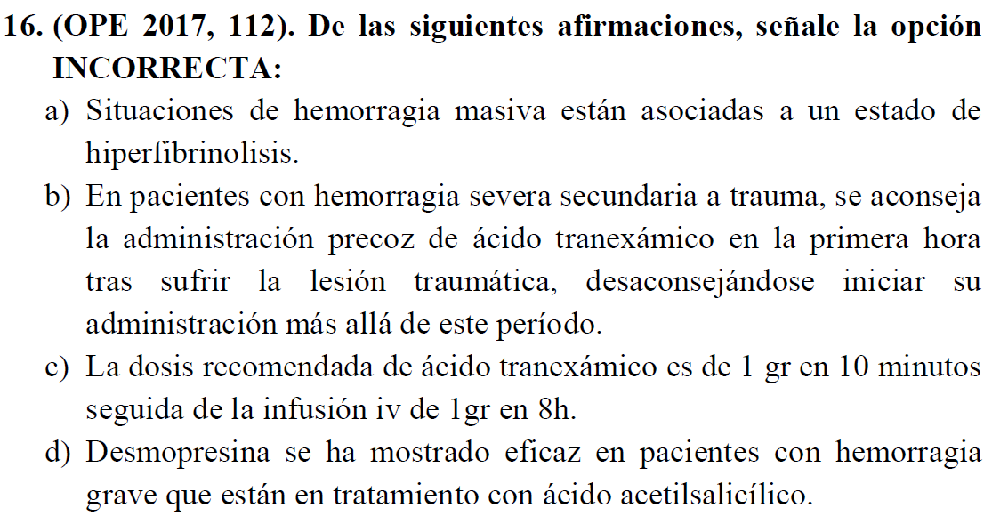 16. (OPE 2017, 112). De las siguientes afirmaciones, señale la opción
INCORRECTA:
a) Situaciones de hemorragia masiva están asociadas a un estado de
hiperfibrinolisis.
b) En pacientes con hemorragia severa secundaria a trauma, se aconseja
la administración precoz de ácido tranexámico en la primera hora
tras sufrir la lesión traumática, desaconsejándose iniciar su
administración más allá de este período.
c) La dosis recomendada de ácido tranexámico es de 1 gr en 10 minutos
seguida de la infusión iv de 1gr en 8h.
d) Desmopresina se ha mostrado eficaz en pacientes con hemorragia
grave que están en tratamiento con ácido acetilsalicílico.